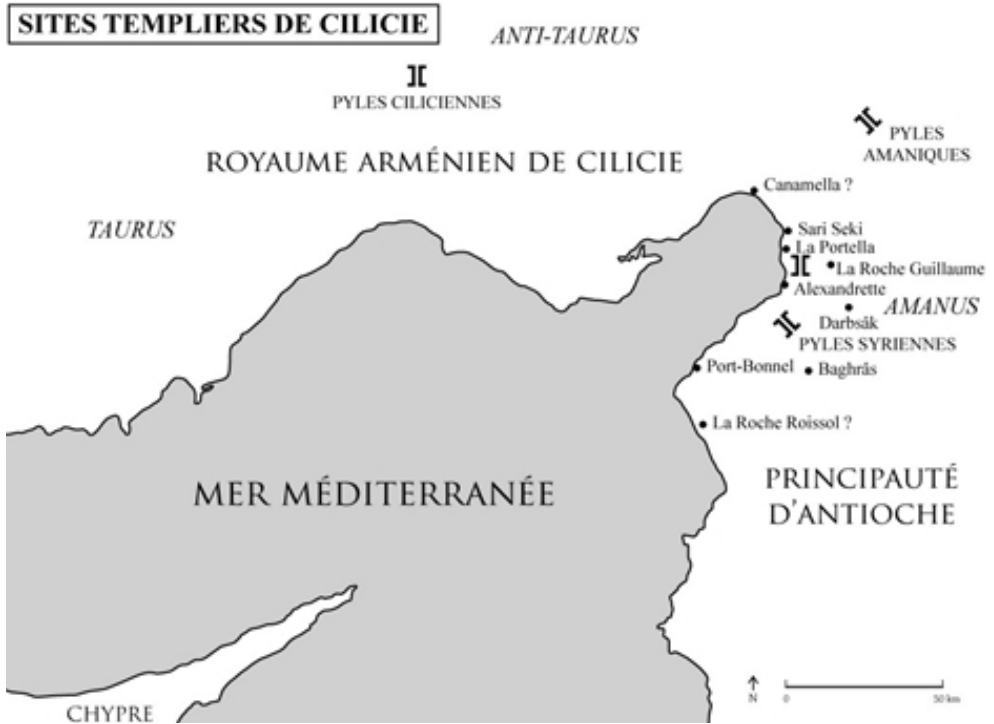 SITES TEMPLIERS DE CILICIE
ANTI-TAURUS
PYLES CILICIENNES
PYLES
AMANIQUES
ROYAUME ARMÉNIEN DE CILICIE
Canamella ?
TAURUS
Sari Seki
La Portella
La Roche Guillaume
Alexandrette
AMANUS
Darbsâk
PYLES SYRIENNES
Port-Bonnel
Baghrâs
La Roche Roissol ?
MER MÉDITERRANÉE
PRINCIPAUTÉ
D'ANTIOCHE
N
0
50 km
CHYPRE